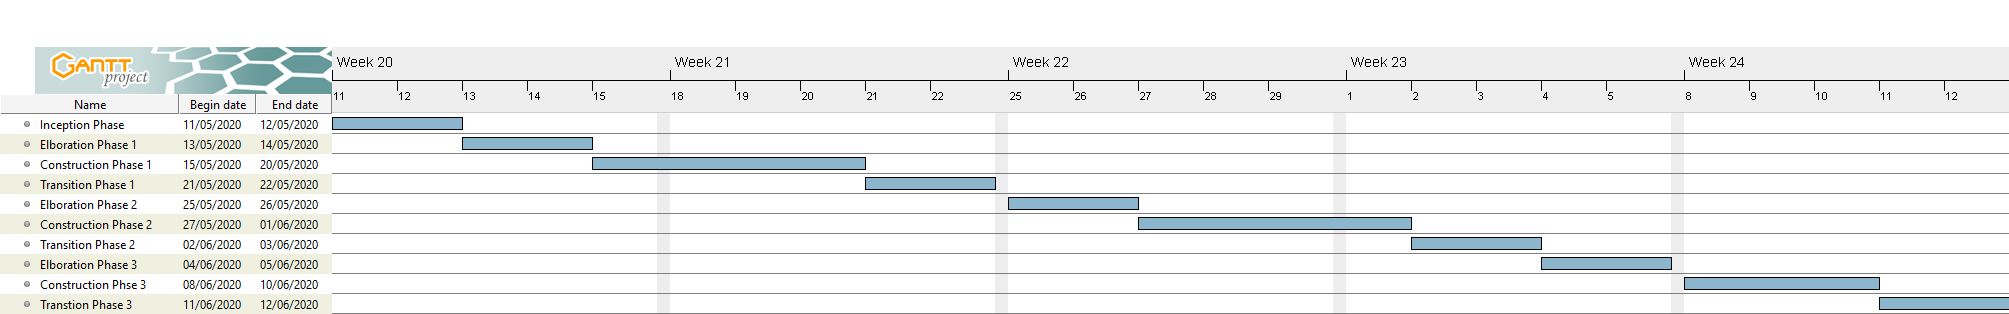 GANTT
project
Week 20 Week 21 Week 22 Week 23 Week 24
11 12 13 14 15 18 19 20 21 22 25 26 27 28 29 1 2 3 4 5 8 9 10 11 12
Name Begin date End date
Inception Phase 11/05/2020 12/05/2020
Elboration Phase 1 13/05/2020 14/05/2020
Construction Phase 1 15/05/2020 20/05/2020
Transition Phase 1 21/05/2020 22/05/2020
Elboration Phase 2 25/05/2020 26/05/2020
Construction Phase 2 27/05/2020 01/06/2020
Transition Phase 2 02/06/2020 03/06/2020
Elboration Phase 3 04/06/2020 05/06/2020
Construction Phse 3 08/06/2020 10/06/2020
Transtion Phase 3 11/06/2020 12/06/2020